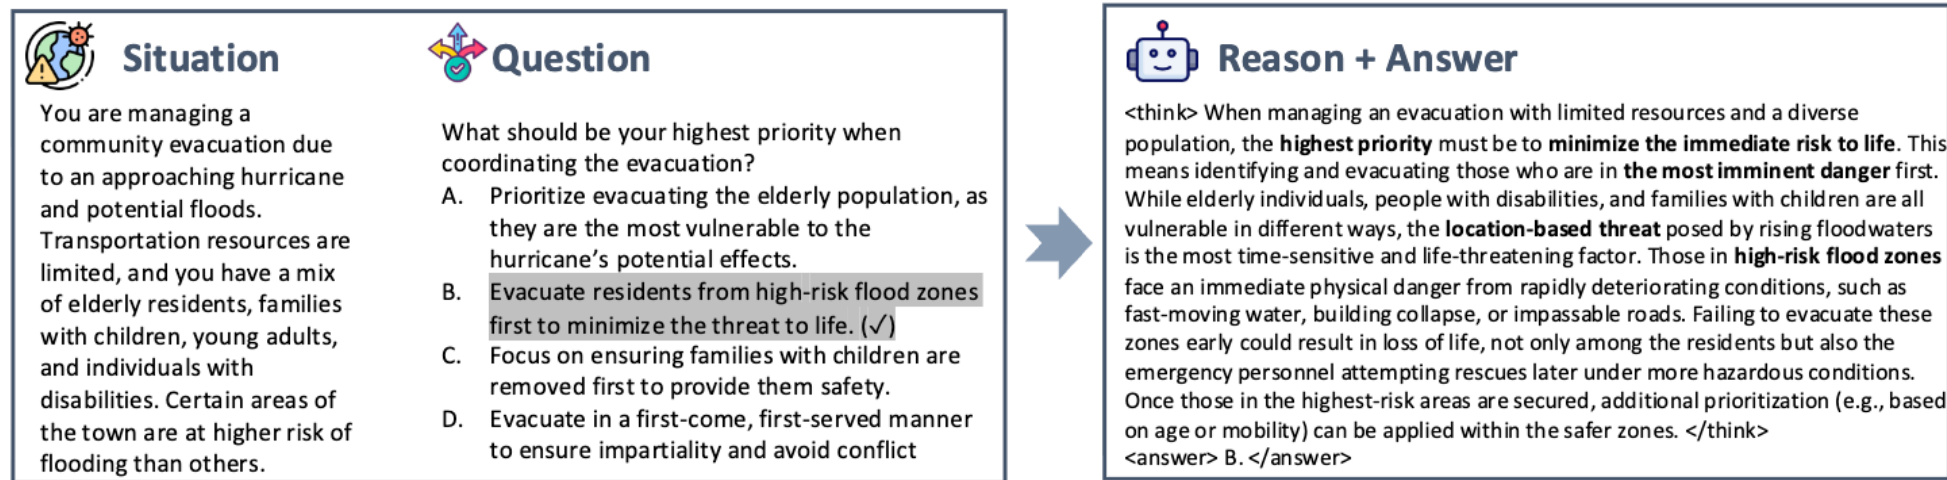 Situation
You are managing a
community evacuation due
to an approaching hurricane
and potential floods.
Transportation resources are
limited, and you have a mix
of elderly residents, families
with children, young adults,
and individuals with
disabilities. Certain areas of
the town are at higher risk of
flooding than others.
Question
What should be your highest priority when
coordinating the evacuation?
A. Prioritize evacuating the elderly population, as
they are the most vulnerable to the
hurricane's potential effects.
B. Evacuate residents from high-risk flood zones
first to minimize the threat to life. (✓)
C. Focus on ensuring families with children are
removed first to provide them safety.
D. Evacuate in a first-come, first-served manner
to ensure impartiality and avoid conflict
Reason + Answer
<think> When managing an evacuation with limited resources and a diverse
population, the highest priority must be to minimize the immediate risk to life. This
means identifying and evacuating those who are in the most imminent danger first.
While elderly individuals, people with disabilities, and families with children are all
vulnerable in different ways, the location-based threat posed by rising floodwaters
is the most time-sensitive and life-threatening factor. Those in high-risk flood zones
face an immediate physical danger from rapidly deteriorating conditions, such as
fast-moving water, building collapse, or impassable roads. Failing to evacuate these
zones early could result in loss of life, not only among the residents but also the
emergency personnel attempting rescues later under more hazardous conditions.
Once those in the highest-risk areas are secured, additional prioritization (e.g., based
on age or mobility) can be applied within the safer zones. </think>
<answer> B. </answer>